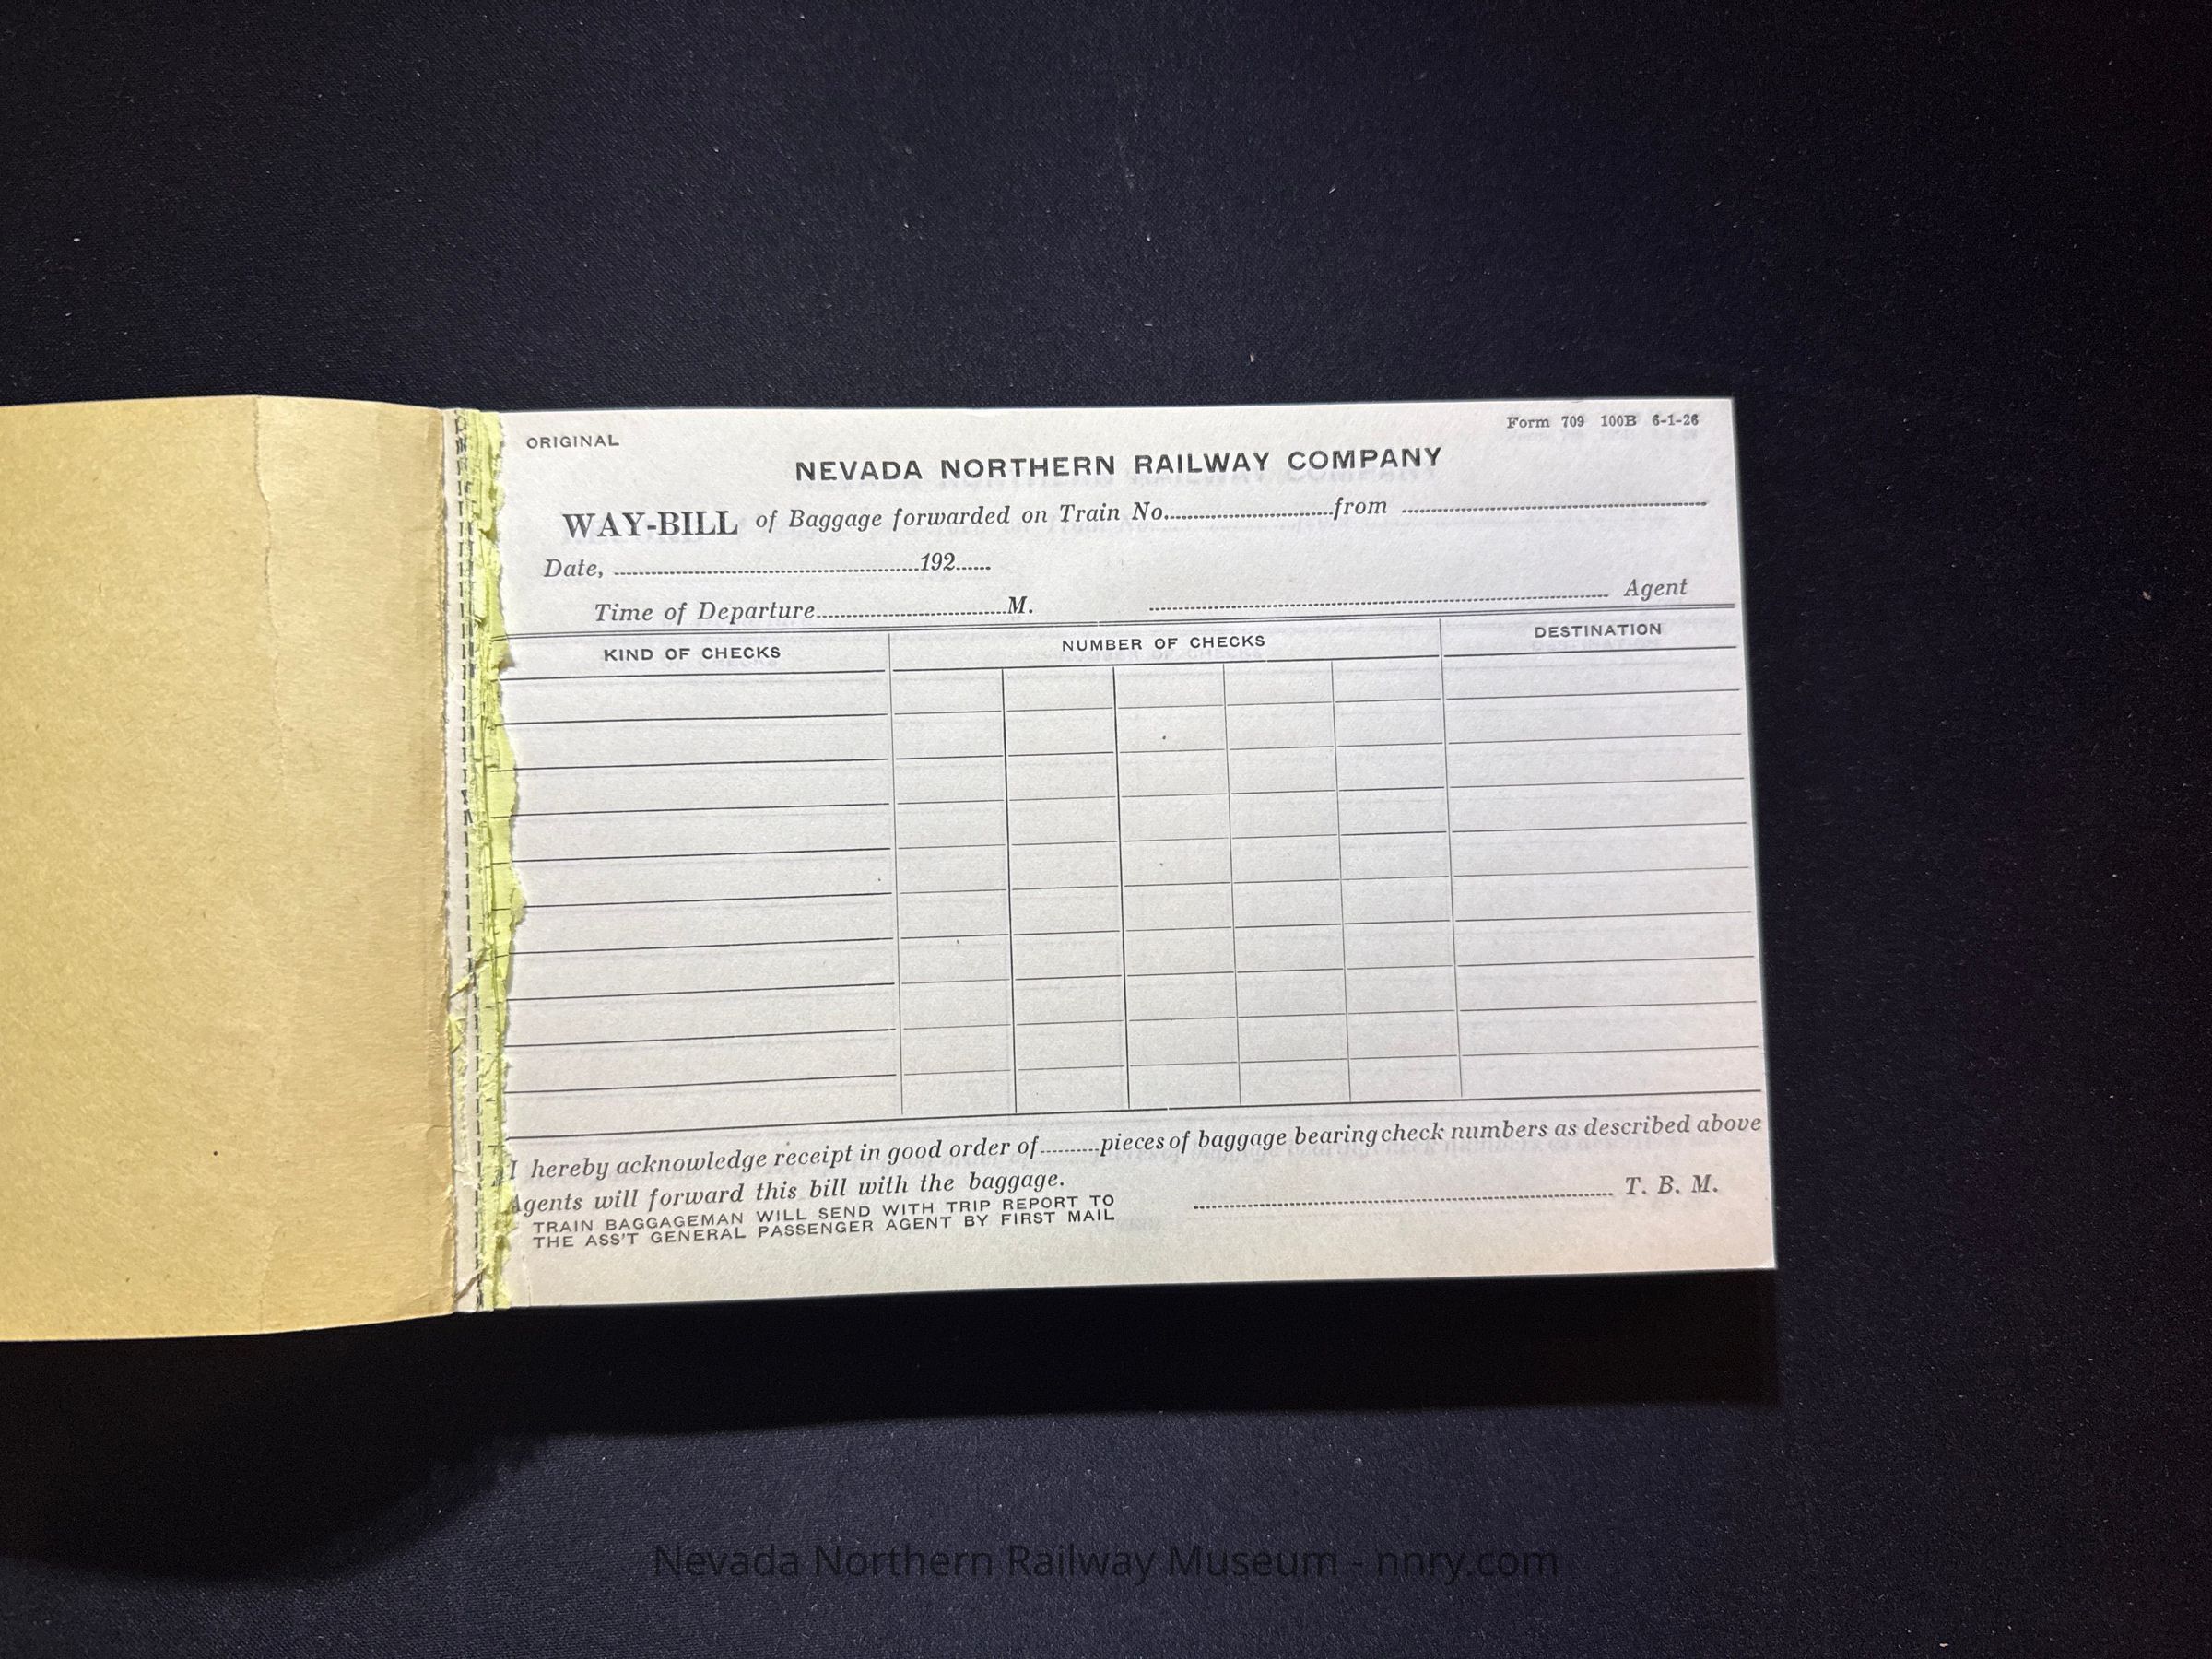 ORIGINAL
Form 709 100B 6-1-26
NEVADA NORTHERN RAILWAY COMPANY
WAY-BILL of Baggage forwarded on Train No.............from ..............................
Date, ..............................192......
Time of Departure....................M. .............................. Agent
KIND OF CHECKS NUMBER OF CHECKS DESTINATION
I hereby acknowledge receipt in good order of..........pieces of baggage bearing check numbers as described above
Agents will forward this bill with the baggage.
TRAIN BAGGAGEMAN WILL SEND WITH TRIP REPORT TO
THE ASS'T GENERAL PASSENGER AGENT BY FIRST MAIL
.............................. T. B. M.
Nevada Northern Railway Museum - nnry.com